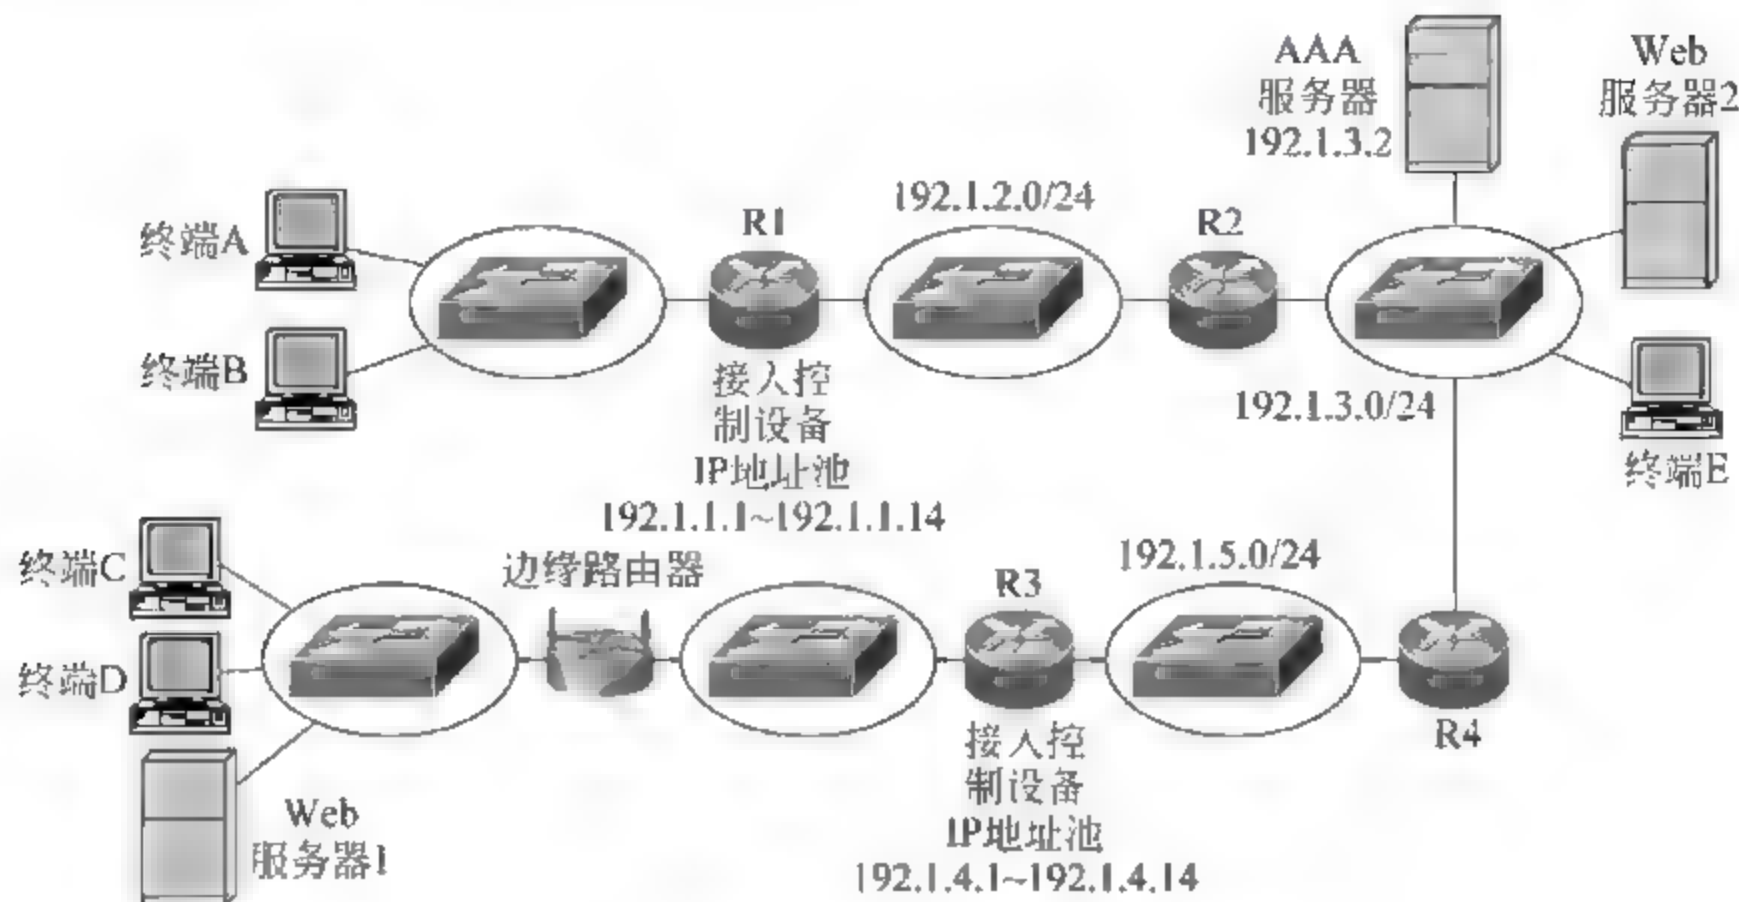 AAA
服务器
192.1.3.2
Web
服务器2
终端A
R1
192.1.2.0/24
R2
终端B
接入控
制设备
IP地址池
192.1.1.1~192.1.1.14
192.1.3.0/24
终端E
终端C
边缘路由器
R3
192.1.5.0/24
终端D
接入控
制设备
IP地址池
192.1.4.1~192.1.4.14
R4
Web
服务器1